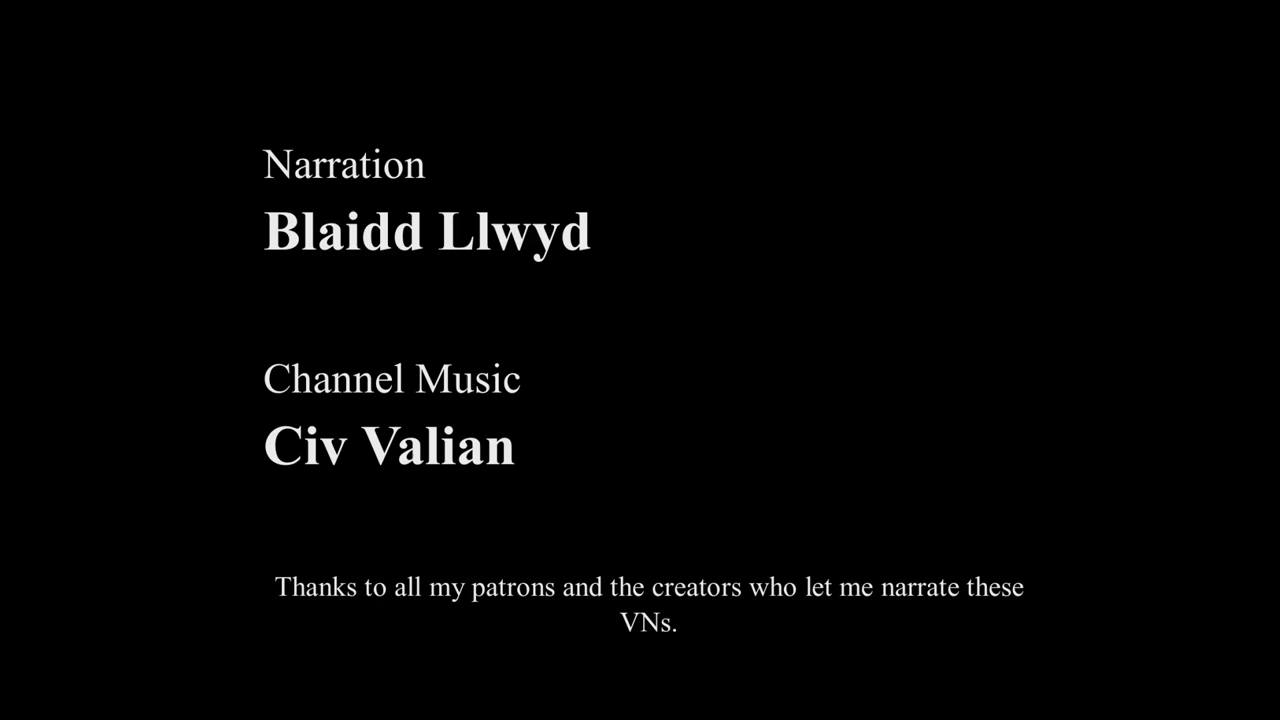 Narration
Blaidd Llwyd
Channel Music
Civ Valian
Thanks to all my patrons and the creators who let me narrate these
VNs.